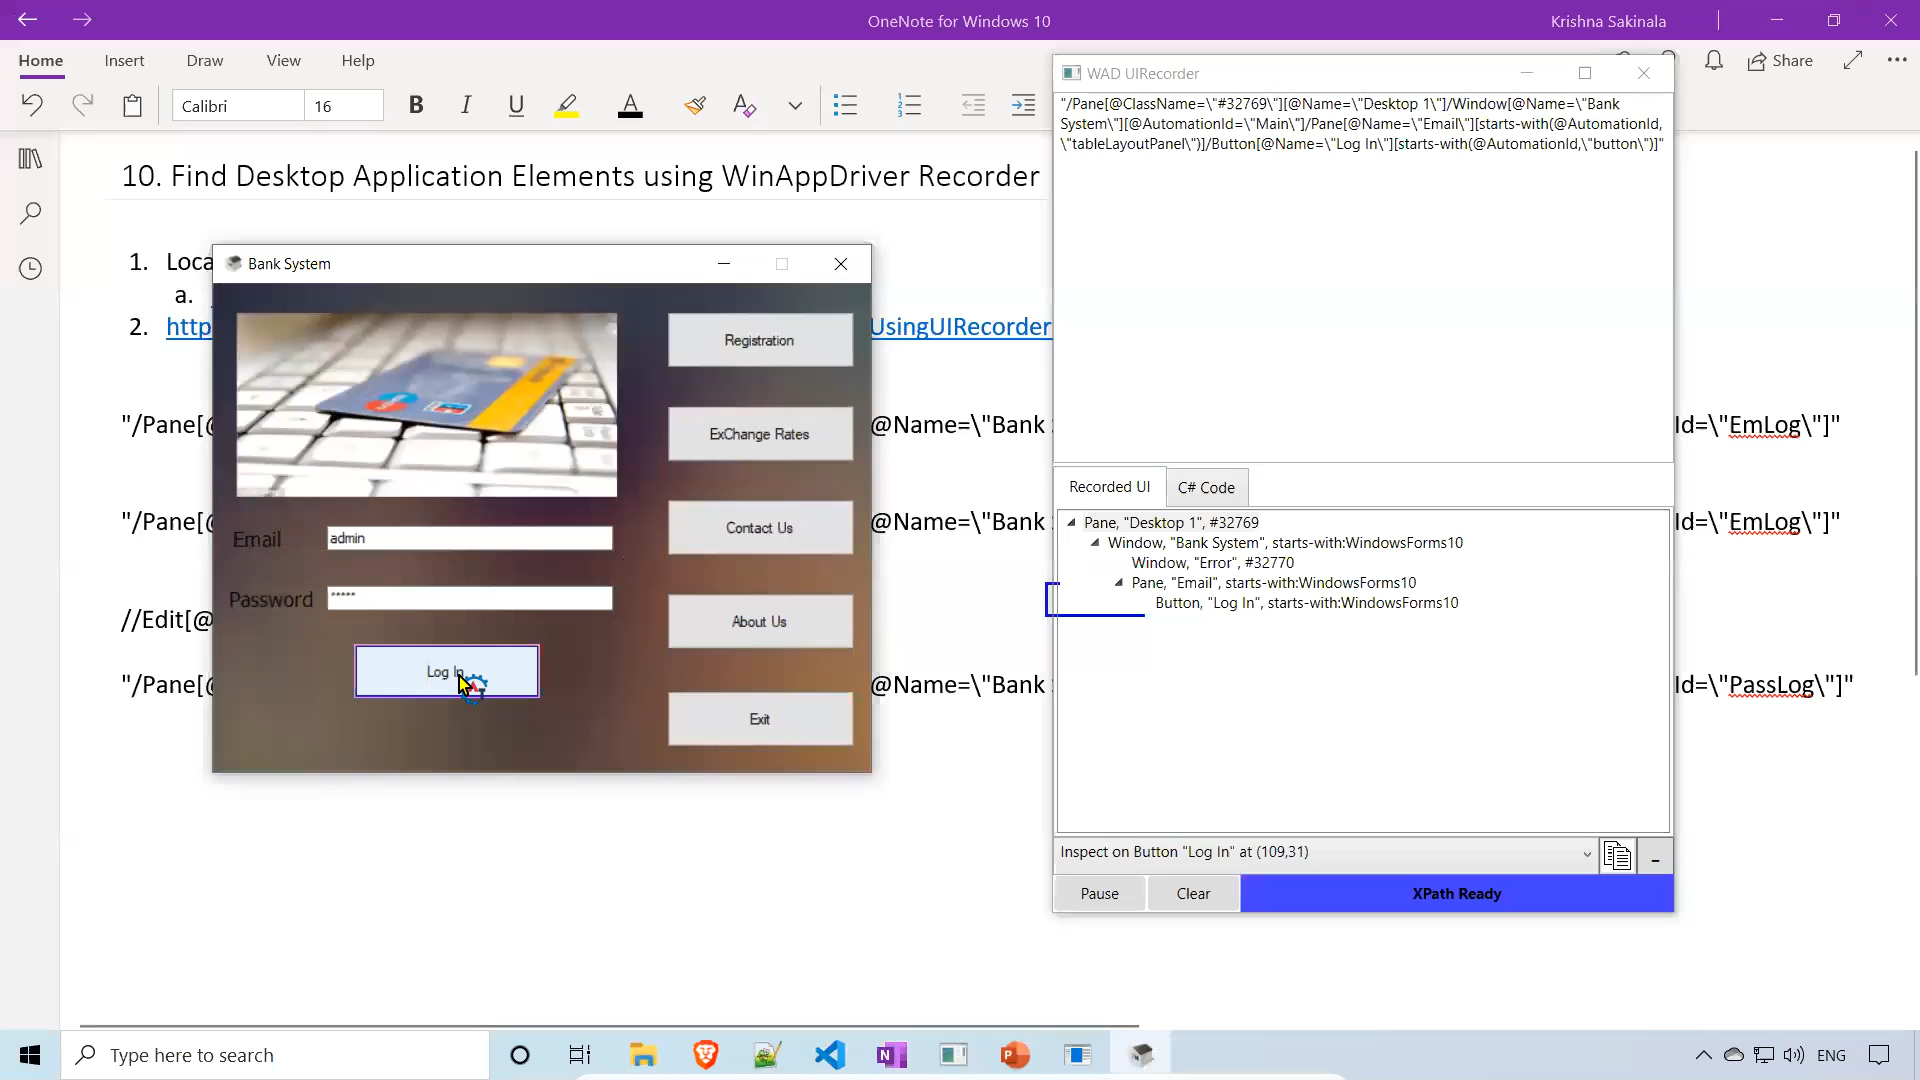 OneNote for Windows 10
Krishna Sakinala
Home Insert Draw View Help
Share
Calibri 16 B I U A A
10. Find Desktop Application Elements using WinAppDriver Recorder
1. Loca
a.
2. http
UsingUIRecorder
"/Pane[@
@Name=\"Bank
Id=\"EmLog\"]"
"/Pane[@
@Name=\"Bank
Id=\"EmLog\"]"
//Edit[@
"/Pane[@
@Name=\"Bank
Id=\"PassLog\"]"
Bank System
Registration
ExChange Rates
Contact Us
About Us
Exit
Email admin
Password *****
Log In
WAD UIRecorder
"/Pane[@ClassName=\"#32769\"][@Name=\"Desktop 1\"]/Window[@Name=\"Bank
System\"][@AutomationId=\"Main\"]/Pane[@Name=\"Email\"][starts-with(@AutomationId,
\"tableLayoutPanel\")]/Button[@Name=\"Log In\"][starts-with(@AutomationId,\"button\")]"
Recorded UI C# Code
Pane, "Desktop 1", #32769
Window, "Bank System", starts-with:WindowsForms10
Window, "Error", #32770
Pane, "Email", starts-with:WindowsForms10
Button, "Log In", starts-with:WindowsForms10
Inspect on Button "Log In" at (109,31)
Pause Clear XPath Ready
Type here to search
ENG